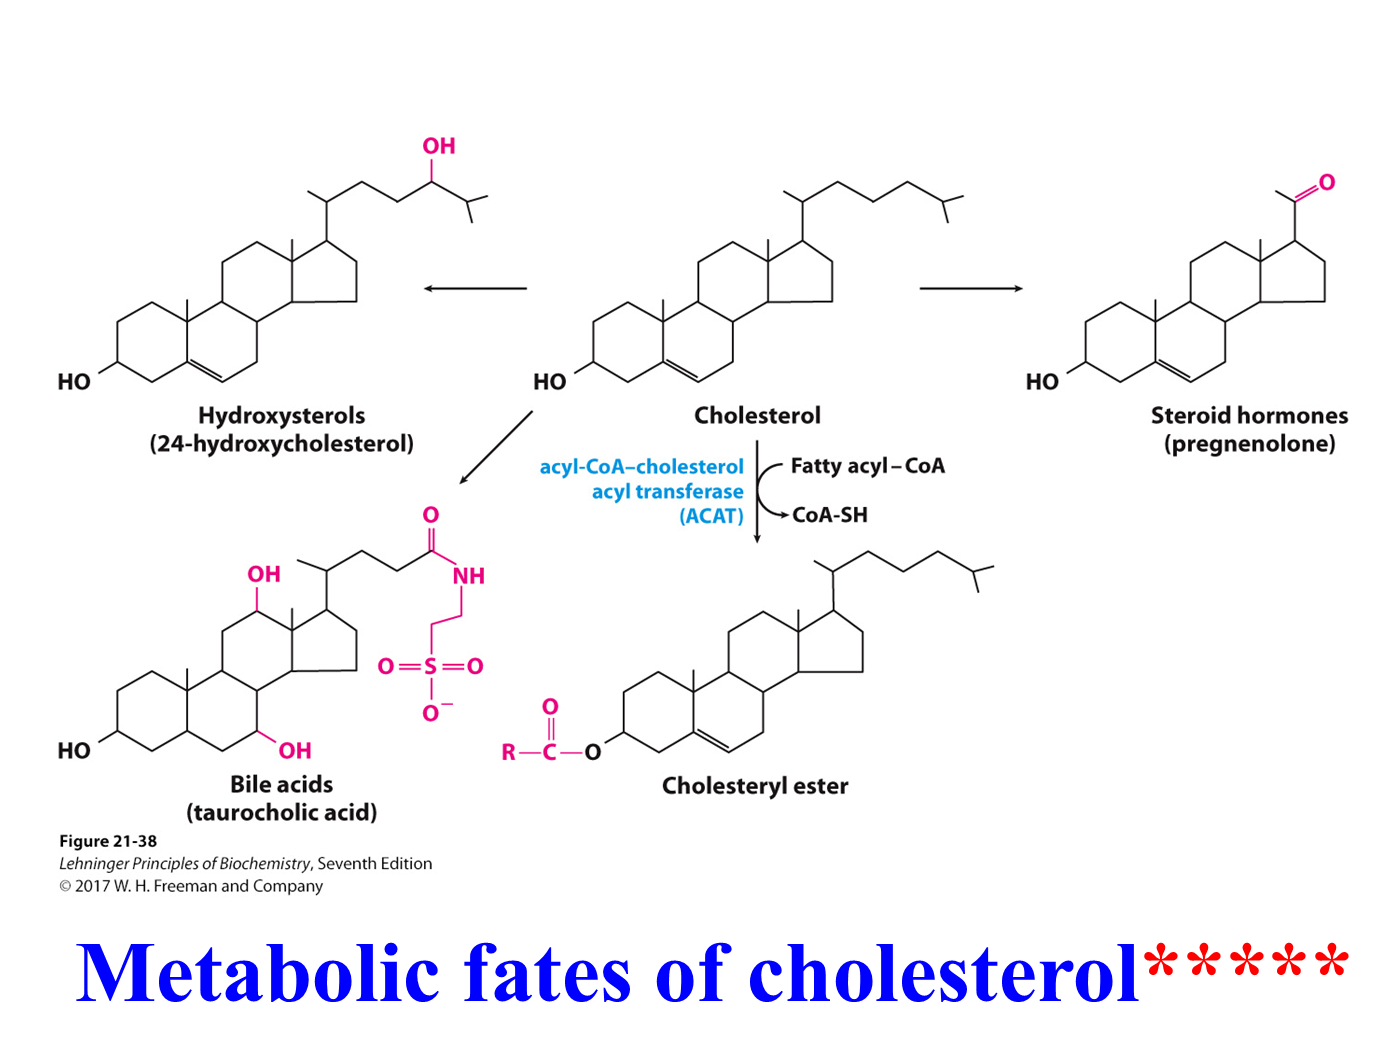 OH
O
HO
HO
HO
Hydroxysterols
(24-hydroxycholesterol)
Cholesterol
Steroid hormones
(pregnenolone)
acyl-CoA–cholesterol
acyl transferase
(ACAT)
Fatty acyl–CoA
CoA-SH
O
OH
NH
O
S
O
O–
HO
OH
O
R
C
O
Bile acids
(taurocholic acid)
Cholesteryl ester
Figure 21-38
Lehninger Principles of Biochemistry, Seventh Edition
© 2017 W. H. Freeman and Company
Metabolic fates of cholesterol*****